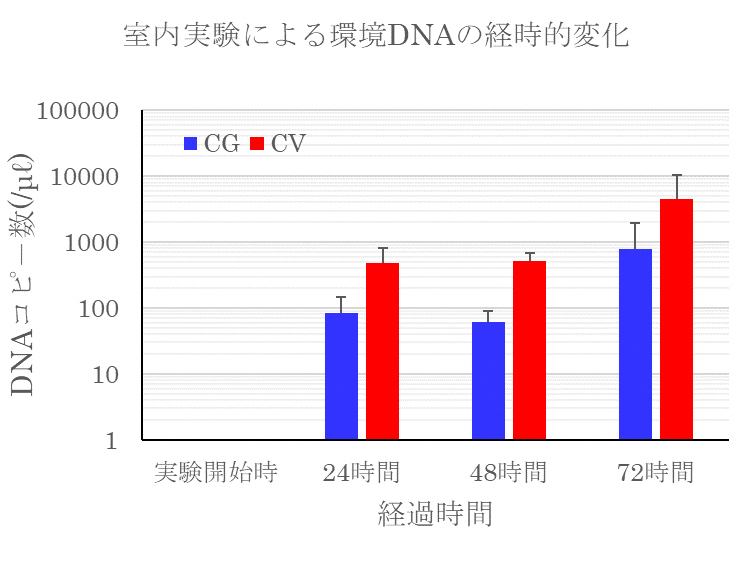 室内実験による環境DNAの経時的変化
DNAコピー数(/μℓ)
100000
10000
1000
100
10
1
CG CV
実験開始時 24時間 48時間 72時間
経過時間